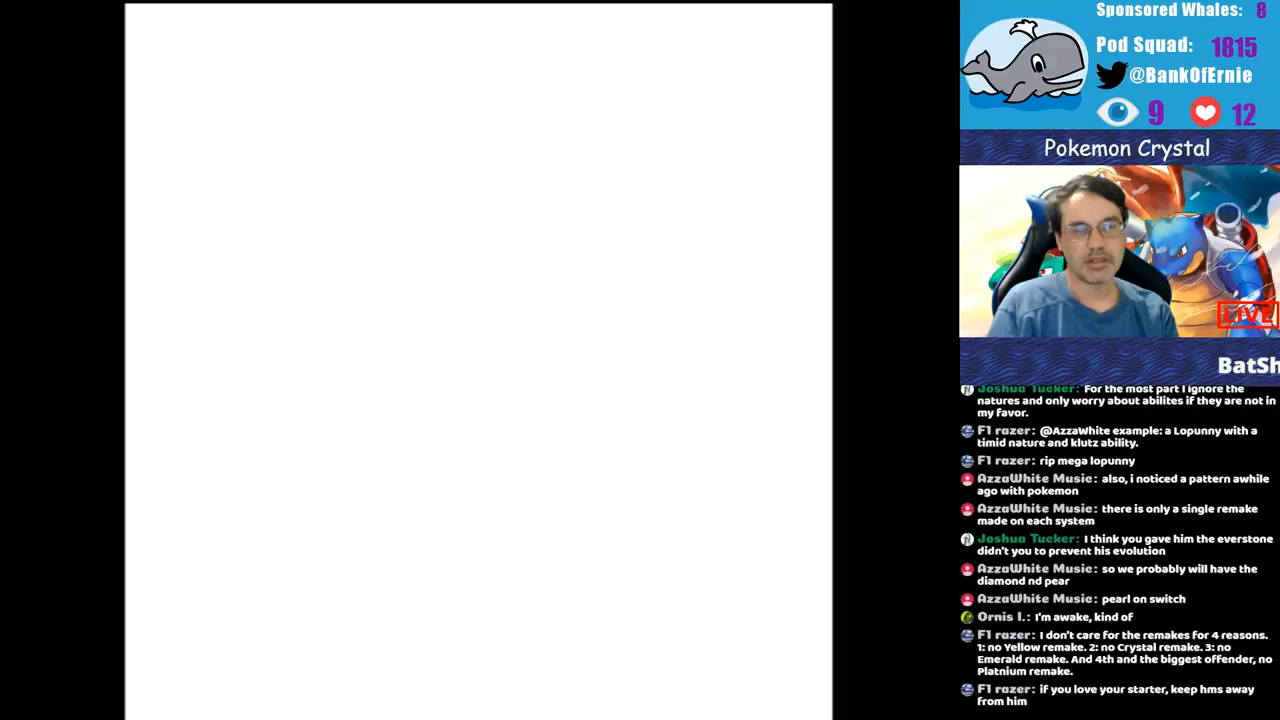 Sponsored Whales: 8
Pod Squad: 1815
@BankOfErnie
9 12
Pokemon Crystal
LIVE
BatSh
Joshua Tucker: For the most part I ignore the
natures and only worry about abilites if they are not in
my favor.
F1 razer: @AzzaWhite example: a Lopunny with a
timid nature and klutz ability.
F1 razer: rip mega lopunny
AzzaWhite Music: also, i noticed a pattern awhile
ago with pokemon
AzzaWhite Music: there is only a single remake
made on each system
Joshua Tucker: I think you gave him the everstone
didn't you to prevent his evolution
AzzaWhite Music: so we probably will have the
diamond nd pear
AzzaWhite Music: pearl on switch
Ornis I.: I'm awake, kind of
F1 razer: I don't care for the remakes for 4 reasons.
1: no Yellow remake. 2: no Crystal remake. 3: no
Emerald remake. And 4th and the biggest offender, no
Platnium remake.
F1 razer: if you love your starter, keep hms away
from him